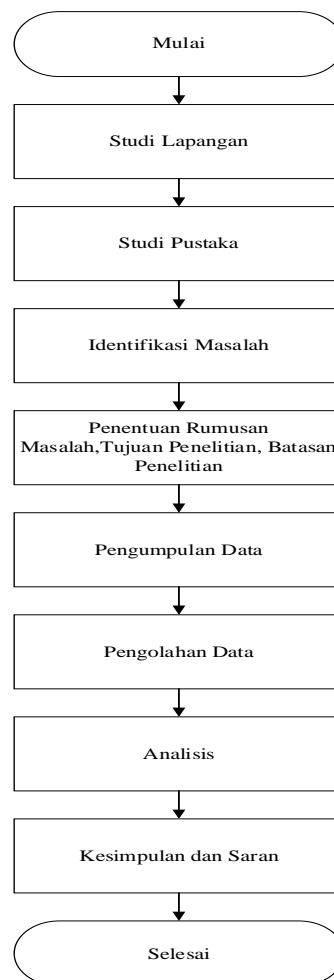 Mulai
Studi Lapangan
Studi Pustaka
Identifikasi Masalah
Penentuan Rumusan
Masalah,Tujuan Penelitian, Batasan
Penelitian
Pengumpulan Data
Pengolahan Data
Analisis
Kesimpulan dan Saran
Selesai